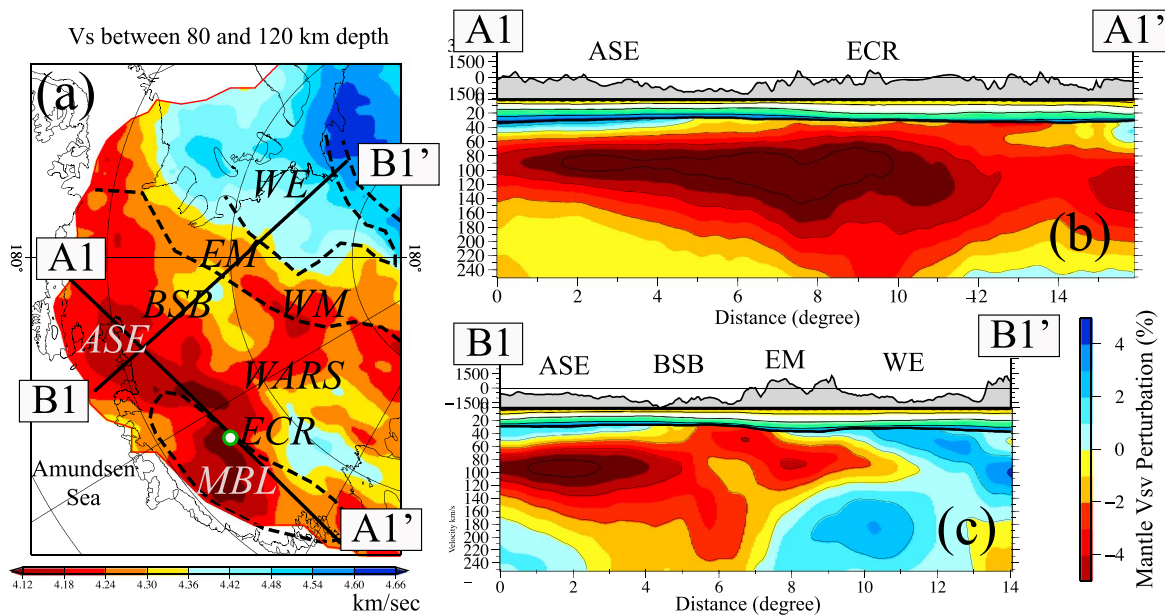 Vs between 80 and 120 km depth
(a)
180°
180°
A1
A1'
B1
B1'
WE
EM
BSB
WM
ASE
WARS
ECR
MBL
Amundsen
Sea
4.12 4.18 4.24 4.30 4.36 4.42 4.48 4.54 4.60 4.66
km/sec
A1
A1'
ASE ECR
1500
0
1500
0
20
40
60
80
100
120
140
160
180
200
220
240
(b)
0 2 4 6 8 10 -12 14
Distance (degree)
B1
B1'
ASE BSB EM WE
1500
0
−1500
0
20
40
60
80
100
120
140
160
180
200
220
240
Velocity km/s
(c)
0 2 4 6 8 10 12 14
Distance (degree)
4
2
0
−2
−4
Mantle Vsv Perturbation (%)